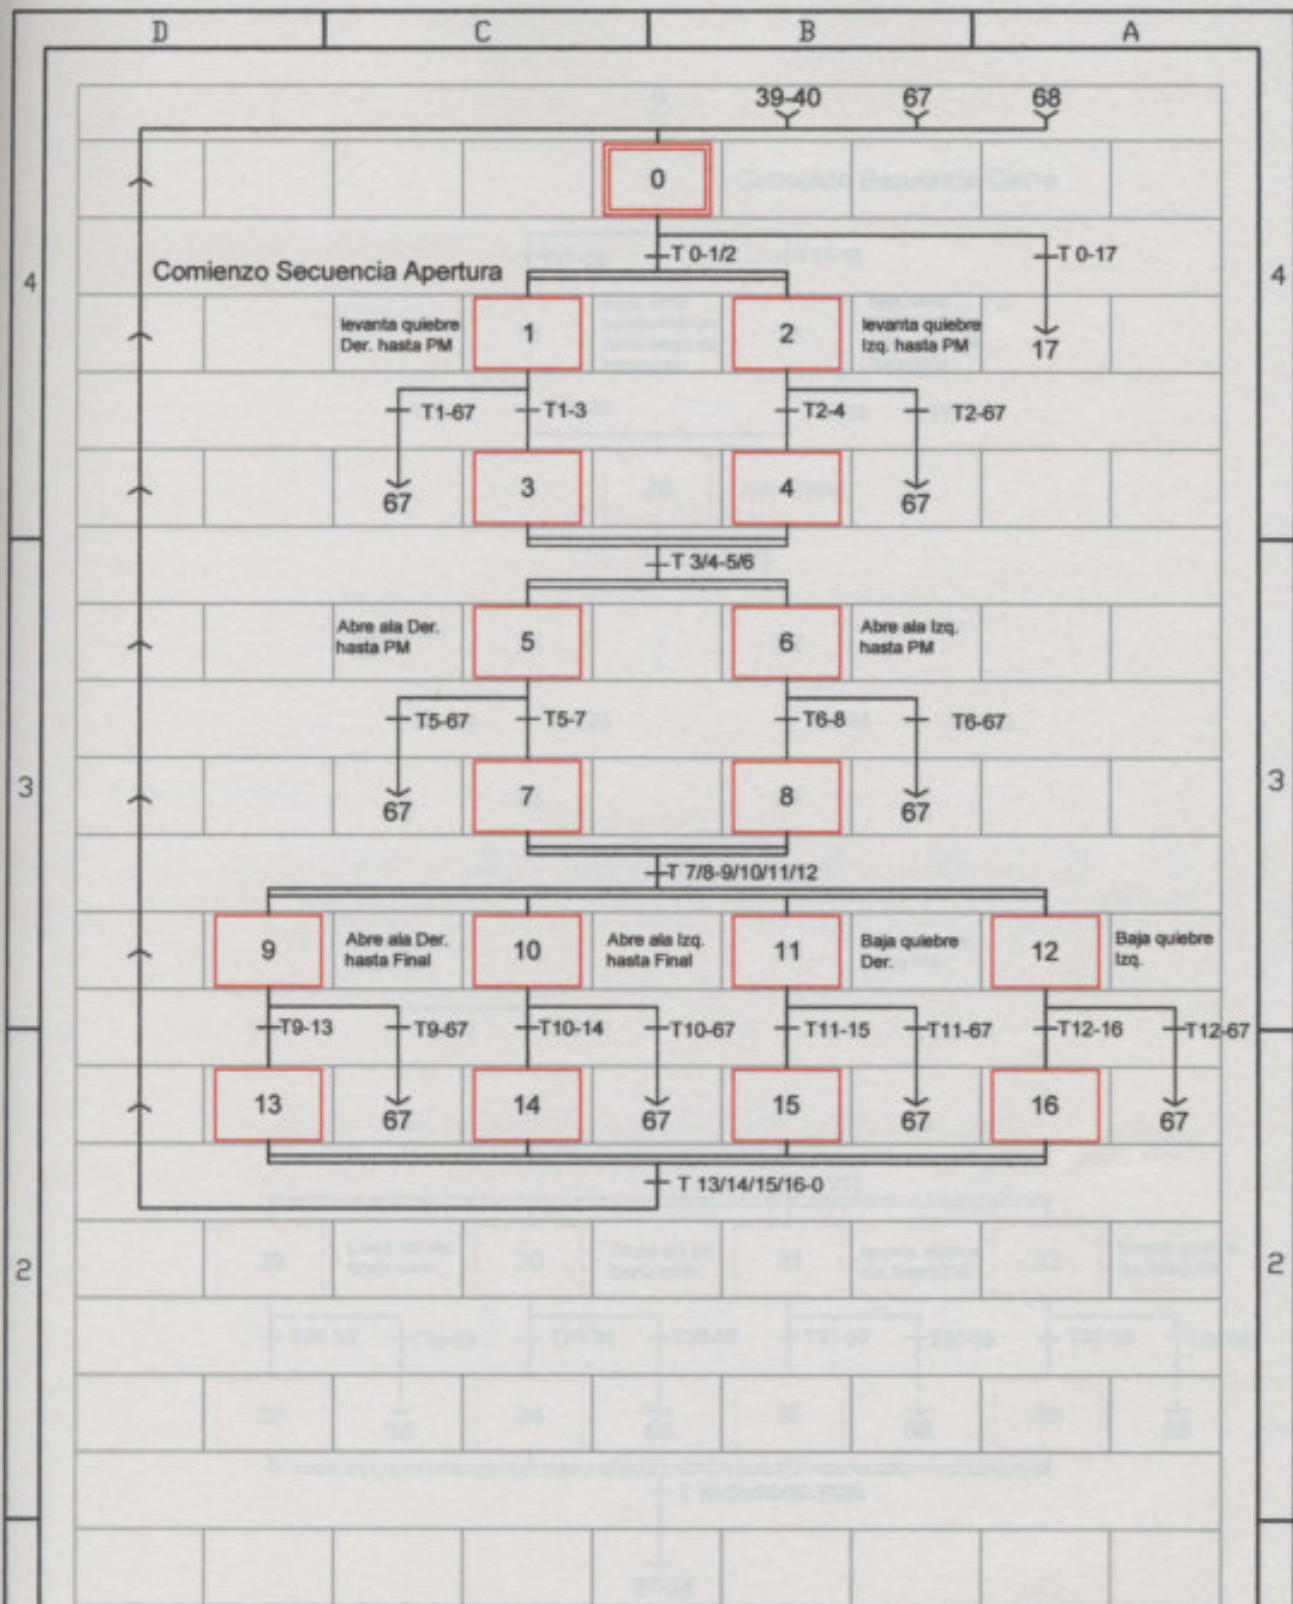 D C B A
39-40 67 68
0
T 0-1/2 T 0-17
4 Comienzo Secuencia Apertura 4
levanta quiebre
Der. hasta PM
1
2
levanta quiebre
Izq. hasta PM
17
T1-67 T1-3 T2-4 T2-67
3 4
67 67
T 3/4-5/6
Abre ala Der.
hasta PM
5
6
Abre ala Izq.
hasta PM
T5-67 T5-7 T6-8 T6-67
3 7 8 3
67 67
T 7/8-9/10/11/12
9
Abre ala Der.
hasta Final
10
Abre ala Izq.
hasta Final
11
Baja quiebre
Der.
12
Baja quiebre
Izq.
T9-13 T9-67 T10-14 T10-67 T11-15 T11-67 T12-16 T12-67
13 67 14 67 15 67 16 67
T 13/14/15/16-0
2 2